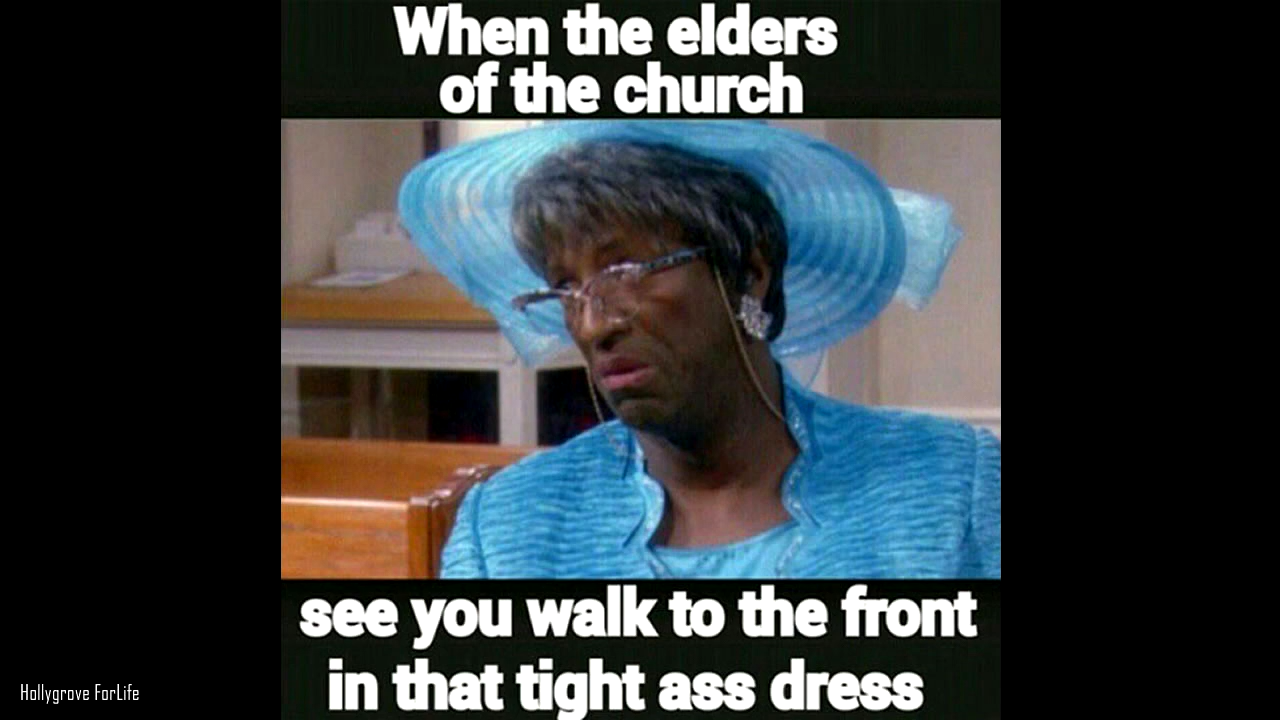 When the elders
of the church
see you walk to the front
in that tight ass dress
Hollygrove ForLife